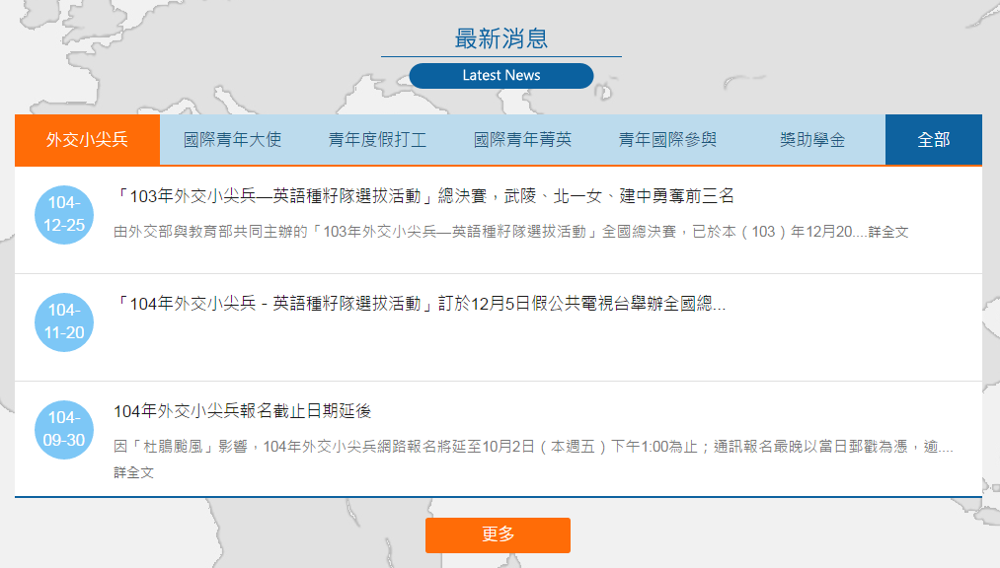 最新消息
Latest News
外交小尖兵 國際青年大使 青年度假打工 國際青年菁英 青年國際參與 獎助學金 全部
104-
12-25
「103年外交小尖兵—英語種籽隊選拔活動」總決賽，武陵、北一女、建中勇奪前三名
由外交部與教育部共同主辦的「103年外交小尖兵—英語種籽隊選拔活動」全國總決賽，已於本（103）年12月20....詳全文
104-
11-20
「104年外交小尖兵－英語種籽隊選拔活動」訂於12月5日假公共電視台舉辦全國總...
104-
09-30
104年外交小尖兵報名截止日期延後
因「杜鵑颱風」影響，104年外交小尖兵網路報名將延至10月2日（本週五）下午1:00為止；通訊報名最晚以當日郵戳為憑，逾....
詳全文
更多